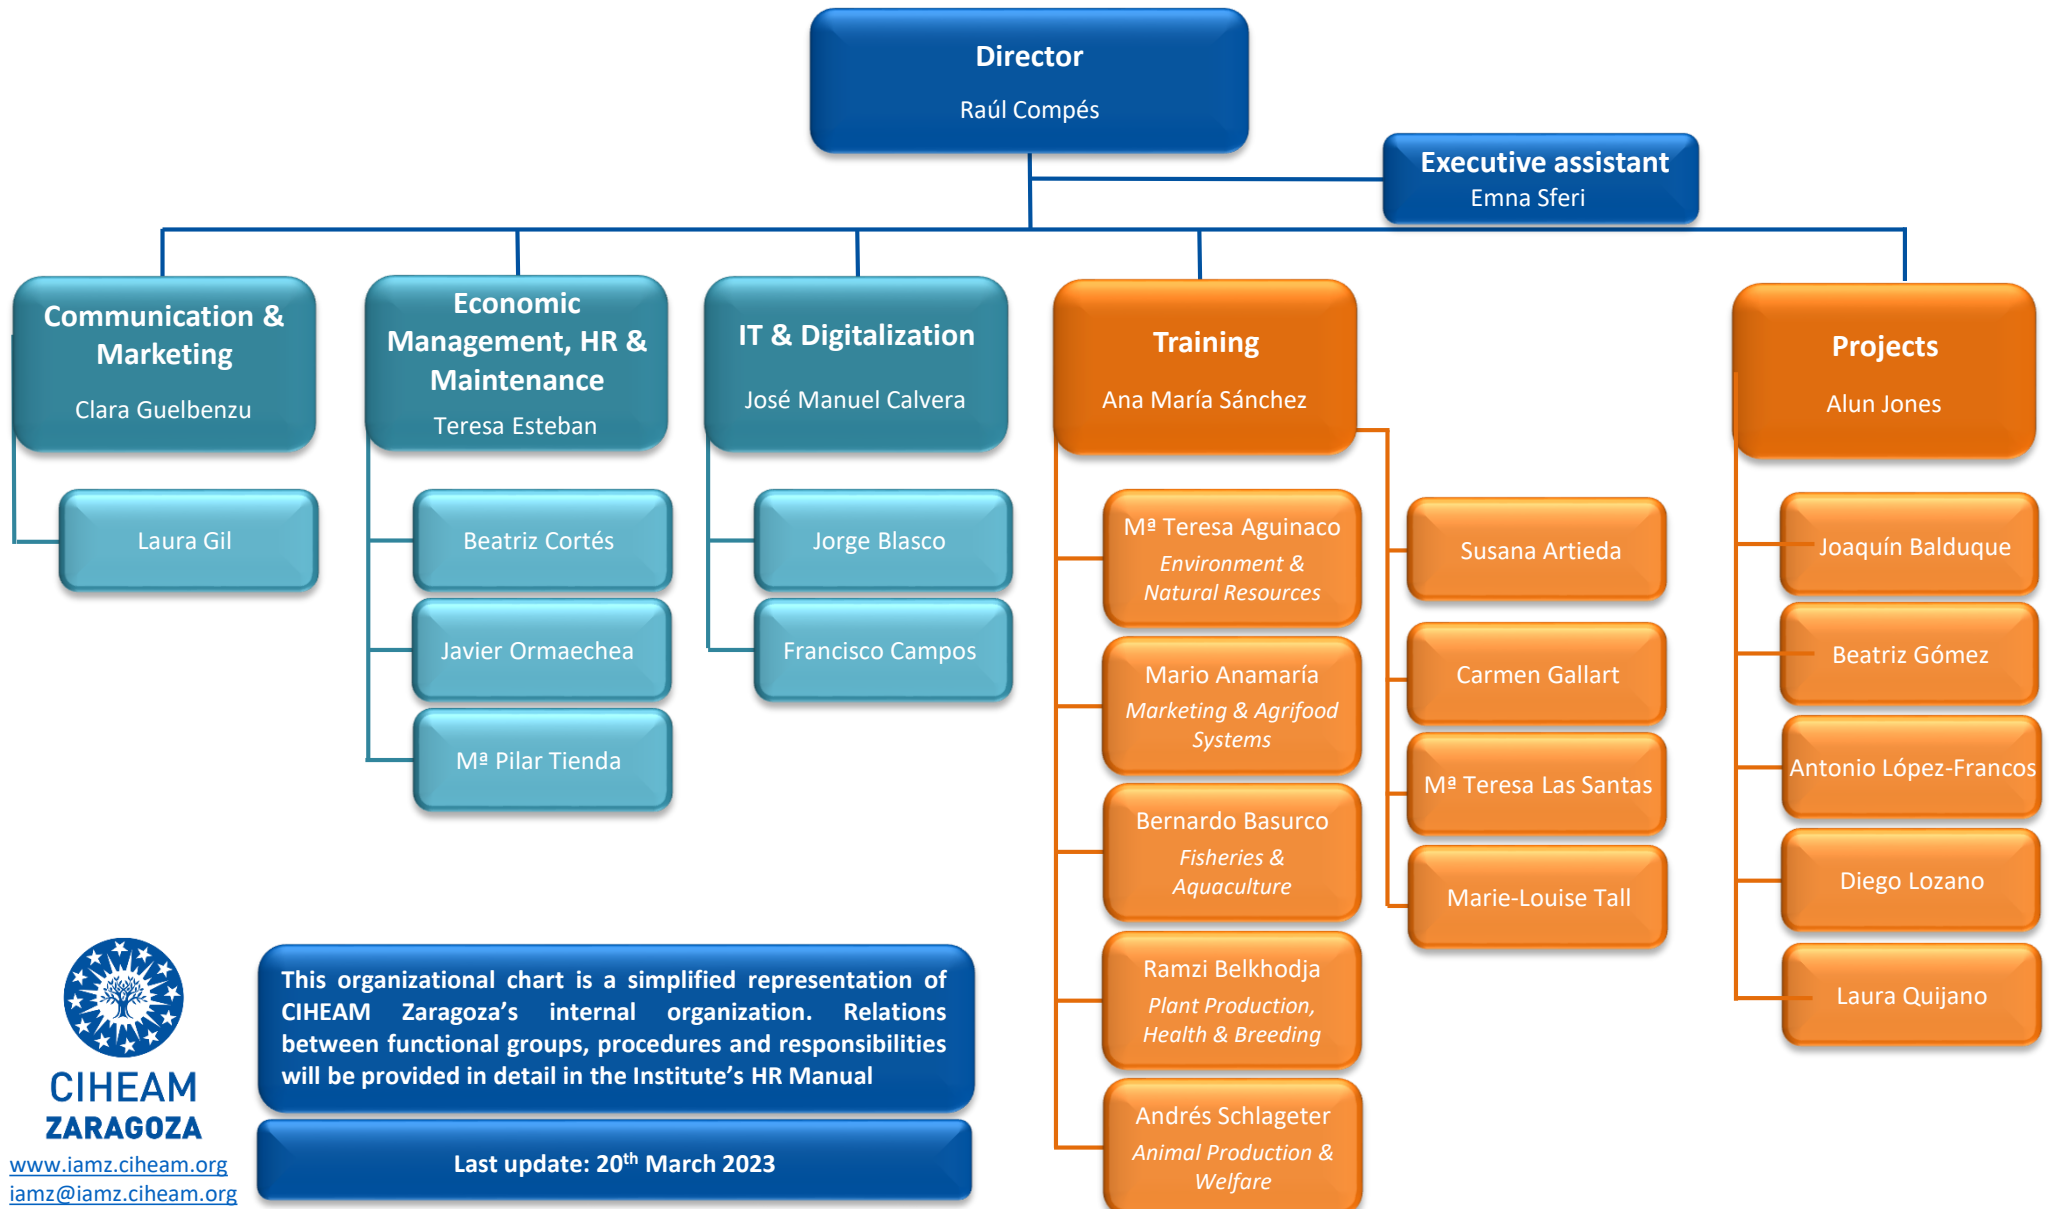 Director
Raúl Compés
Executive assistant
Emna Sferi
Communication &
Marketing
Clara Guelbenzu
Laura Gil
Economic
Management, HR &
Maintenance
Teresa Esteban
Beatriz Cortés
Javier Ormaechea
Mª Pilar Tienda
IT & Digitalization
José Manuel Calvera
Jorge Blasco
Francisco Campos
Training
Ana María Sánchez
Mª Teresa Aguinaco
Environment &
Natural Resources
Mario Anamaría
Marketing & Agrifood
Systems
Bernardo Basurco
Fisheries &
Aquaculture
Ramzi Belkhodja
Plant Production,
Health & Breeding
Andrés Schlageter
Animal Production &
Welfare
Susana Artieda
Carmen Gallart
Mª Teresa Las Santas
Marie-Louise Tall
Projects
Alun Jones
Joaquín Balduque
Beatriz Gómez
Antonio López-Francos
Diego Lozano
Laura Quijano
CIHEAM
ZARAGOZA
www.iamz.ciheam.org
iamz@iamz.ciheam.org
This organizational chart is a simplified representation of
CIHEAM Zaragoza’s internal organization. Relations
between functional groups, procedures and responsibilities
will be provided in detail in the Institute’s HR Manual
Last update: 20th March 2023